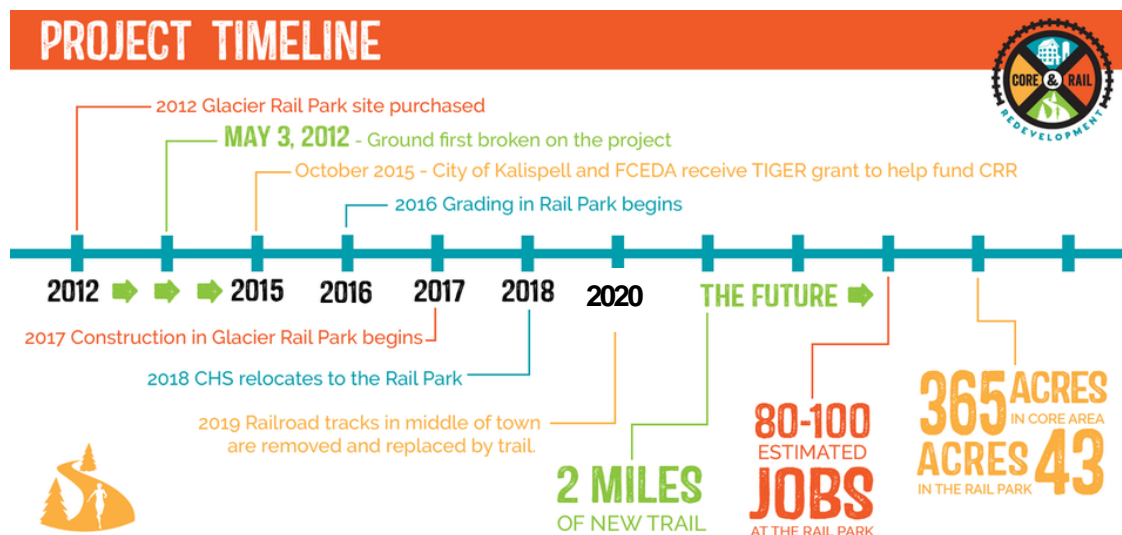 PROJECT TIMELINE
CORE & RAIL
REDEVELOPMENT
2012 Glacier Rail Park site purchased
MAY 3, 2012 - Ground first broken on the project
October 2015 - City of Kalispell and FCEDA receive TIGER grant to help fund CRR
2016 Grading in Rail Park begins
2012 2015 2016 2017 2018 2020 THE FUTURE
2017 Construction in Glacier Rail Park begins
2018 CHS relocates to the Rail Park
2019 Railroad tracks in middle of town
are removed and replaced by trail.
2 MILES
OF NEW TRAIL
80-100
ESTIMATED
JOBS
AT THE RAIL PARK
365 ACRES
IN CORE AREA
ACRES 43
IN THE RAIL PARK